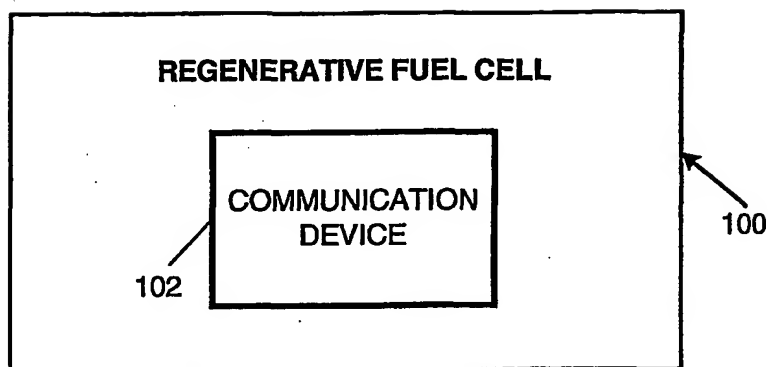 REGENERATIVE FUEL CELL
COMMUNICATION
DEVICE
102
100